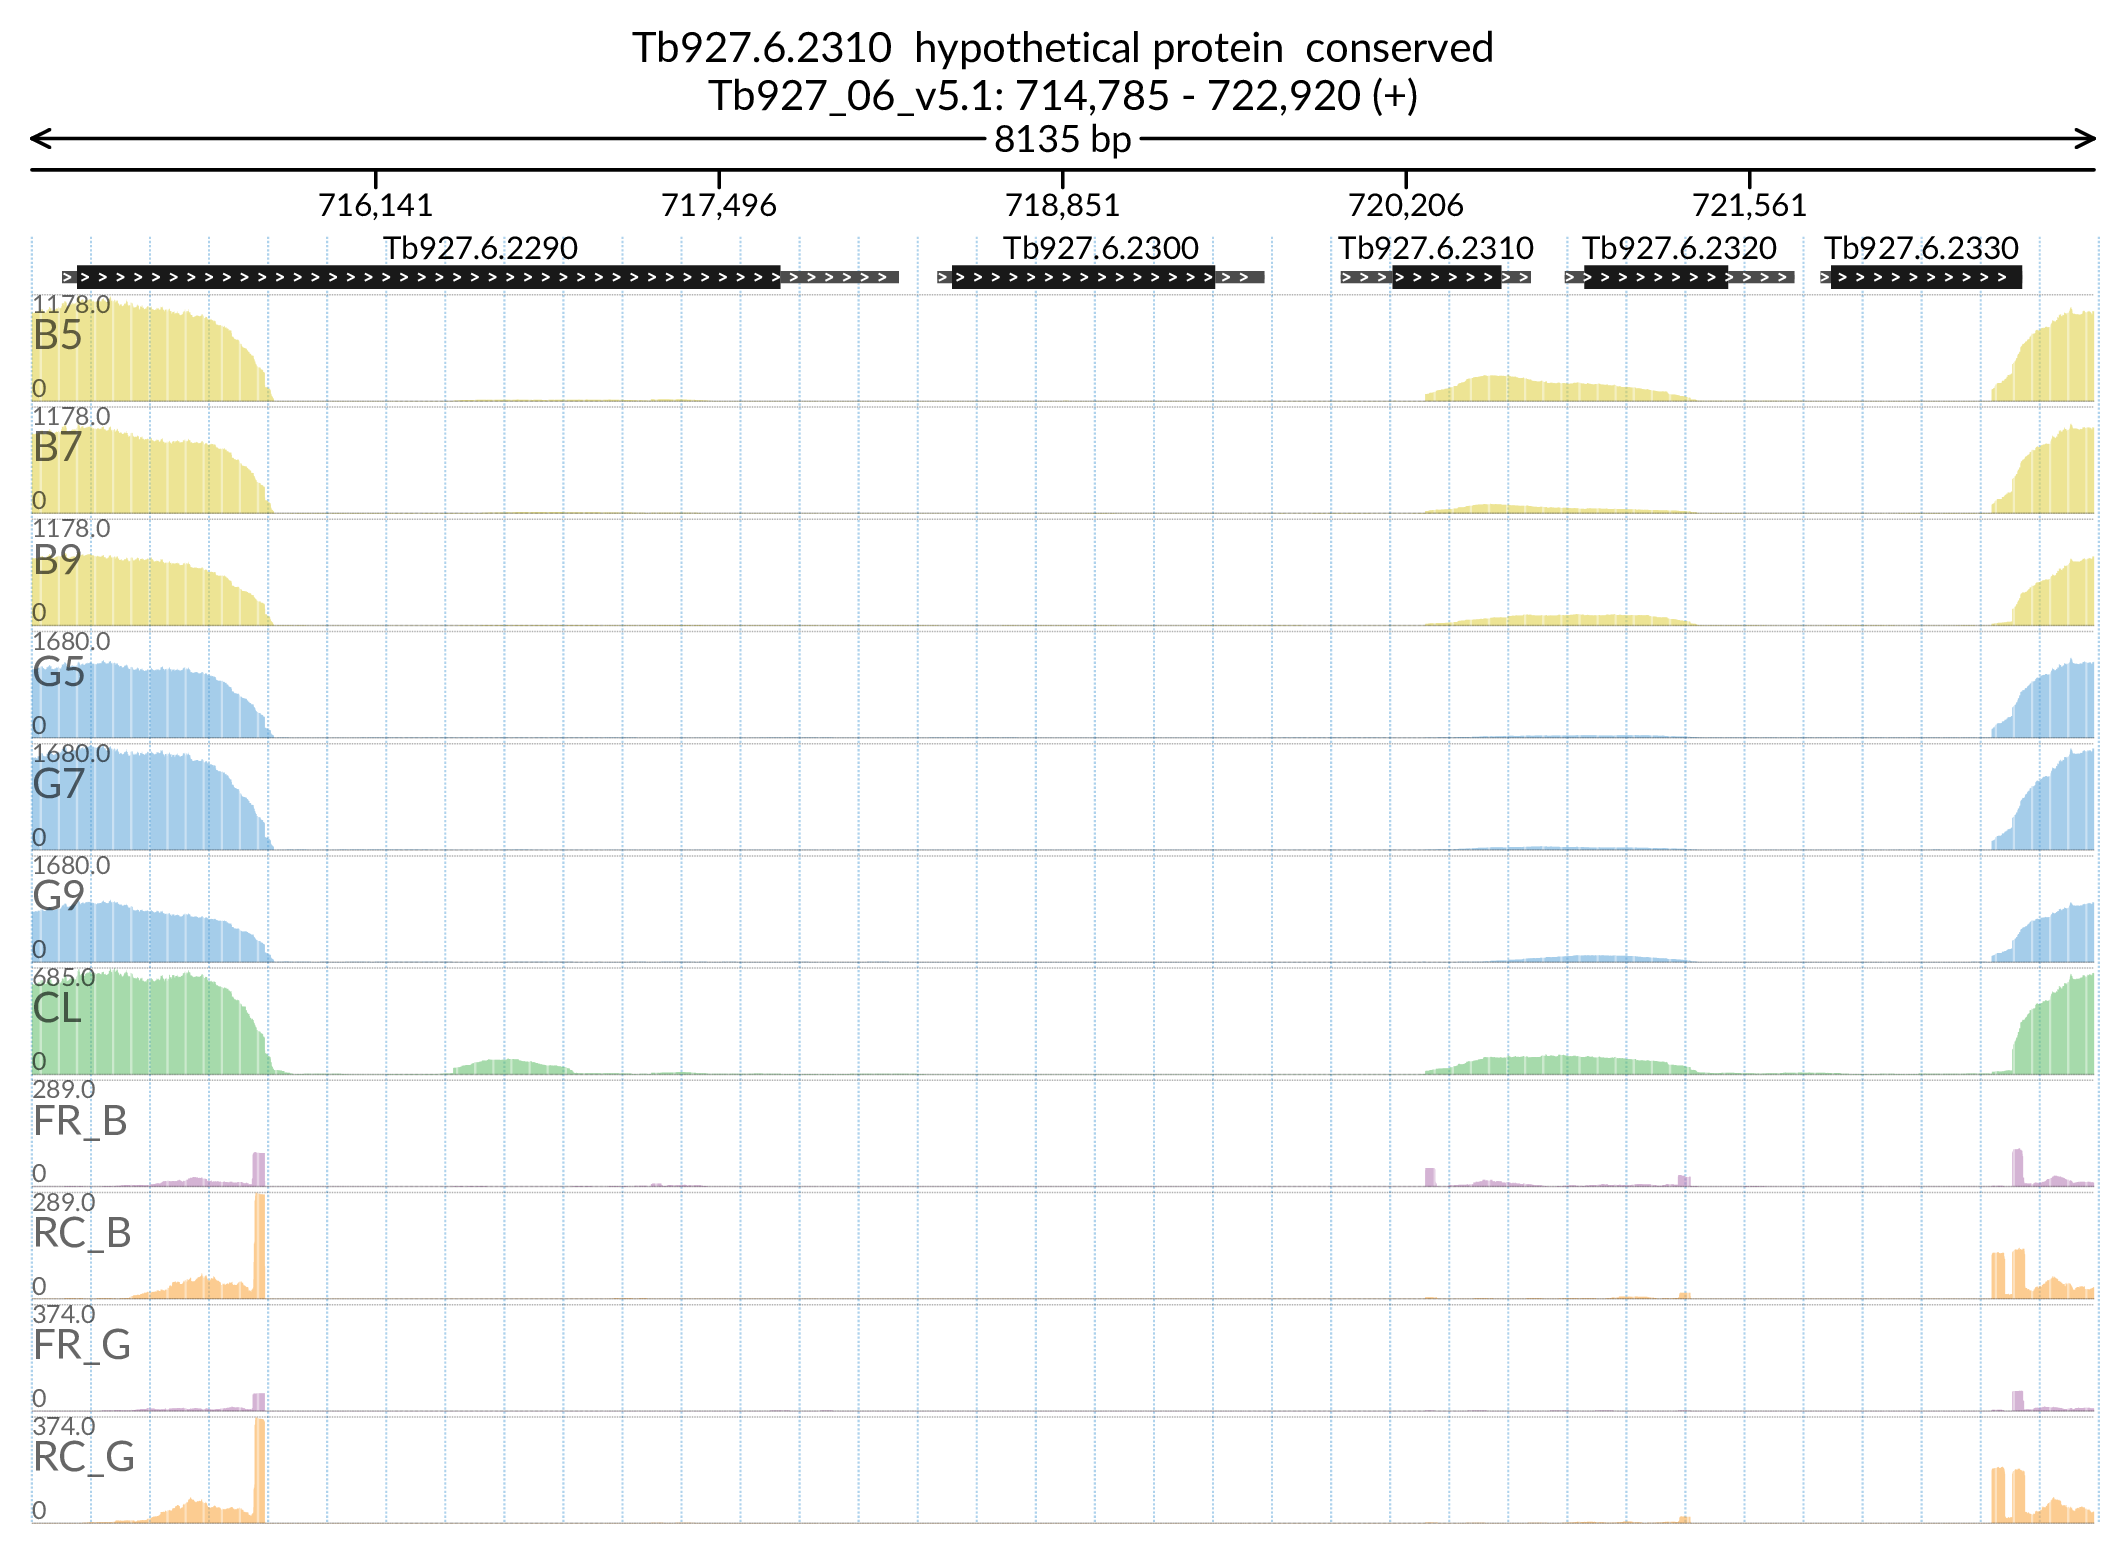 Tb927.6.2310 hypothetical protein conserved
Tb927_06_v5.1: 714,785 - 722,920 (+)
8135 bp
716,141 717,496 718,851 720,206 721,561
Tb927.6.2290 Tb927.6.2300 Tb927.6.2310 Tb927.6.2320 Tb927.6.2330
1178.0
B5
0
1178.0
B7
0
1178.0
B9
0
1680.0
G5
0
1680.0
G7
0
1680.0
G9
0
685.0
CL
0
289.0
FR_B
0
289.0
RC_B
0
374.0
FR_G
0
374.0
RC_G
0